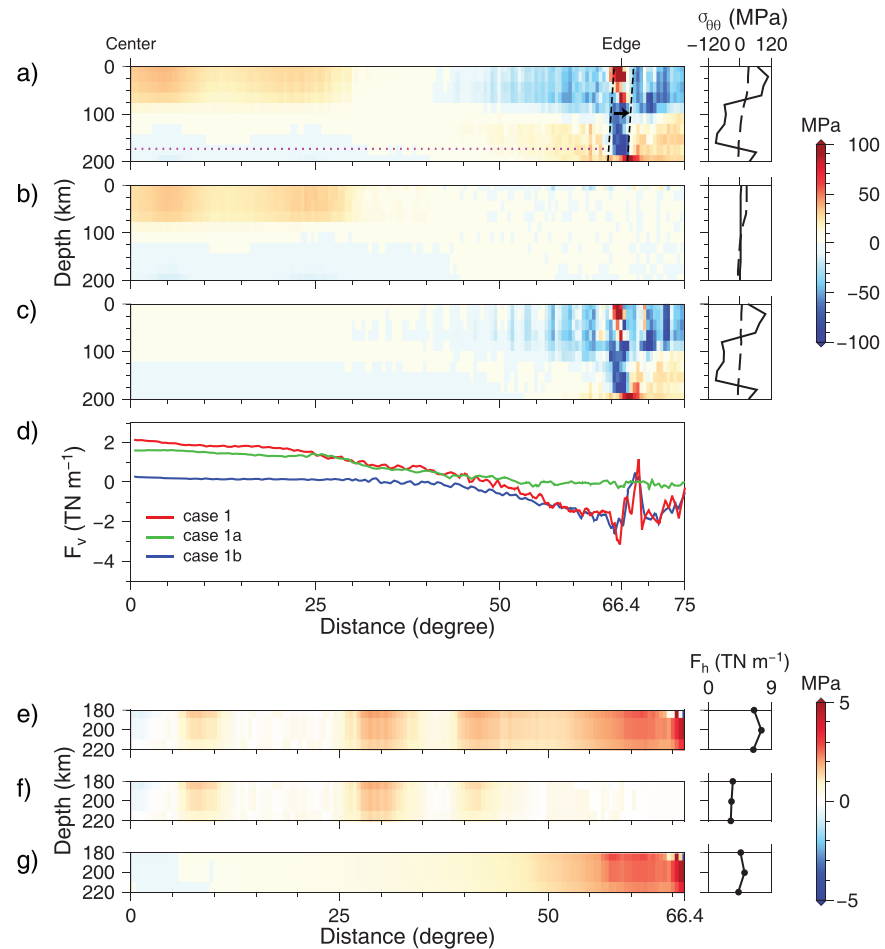 σθθ (MPa)
Center
Edge
−120 0 120
a)
0
100
200
MPa
100
50
0
−50
−100
b)
0
100
200
Depth (km)
c)
0
100
200
d)
2
0
−2
−4
Fv (TN m−1)
case 1
case 1a
case 1b
0 25 50 66.4 75
Distance (degree)
Fh (TN m−1)
0 9
MPa
e)
180
200
220
5
0
−5
f)
180
200
220
Depth (km)
g)
180
200
220
0 25 50 66.4
Distance (degree)